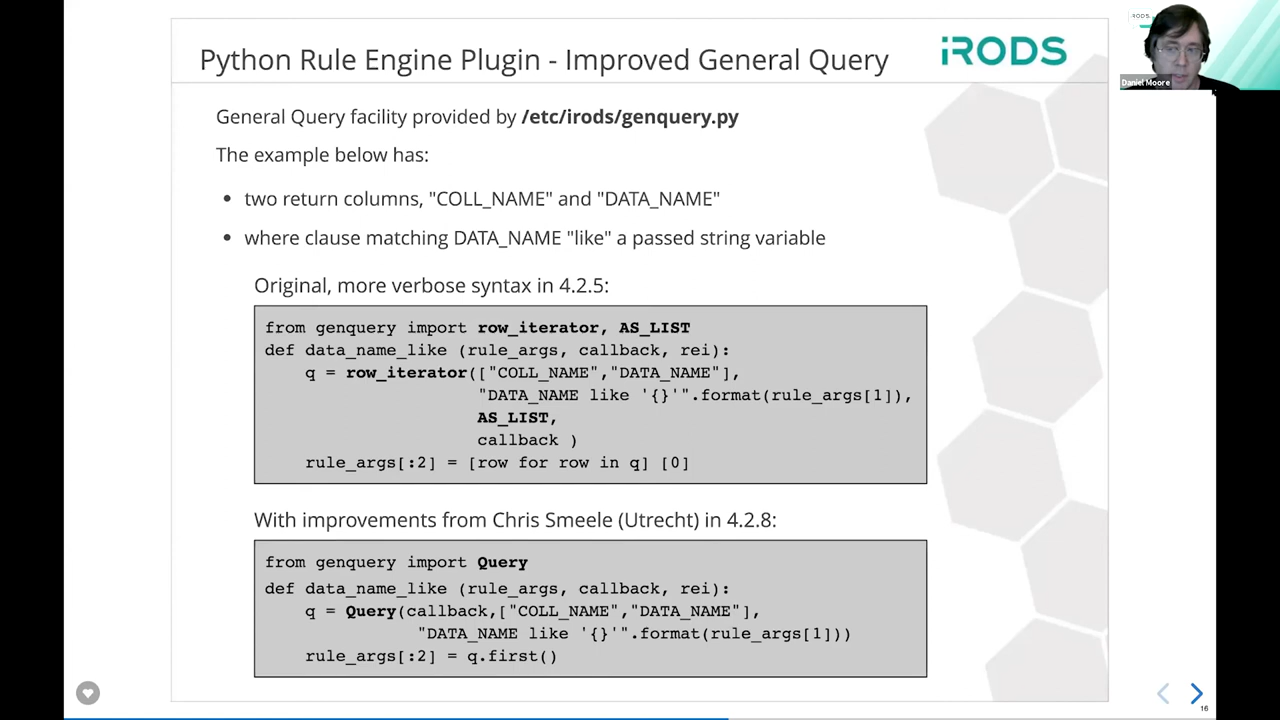 Python Rule Engine Plugin - Improved General Query
iRODS
iRODS
Daniel Moore
General Query facility provided by /etc/irods/genquery.py
The example below has:
• two return columns, "COLL_NAME" and "DATA_NAME"
• where clause matching DATA_NAME "like" a passed string variable
Original, more verbose syntax in 4.2.5:
from genquery import row_iterator, AS_LIST
def data_name_like (rule_args, callback, rei):
    q = row_iterator(["COLL_NAME","DATA_NAME"],
                     "DATA_NAME like '{}'".format(rule_args[1]),
                     AS_LIST,
                     callback )
    rule_args[:2] = [row for row in q] [0]
With improvements from Chris Smeele (Utrecht) in 4.2.8:
from genquery import Query
def data_name_like (rule_args, callback, rei):
    q = Query(callback,["COLL_NAME","DATA_NAME"],
               "DATA_NAME like '{}'".format(rule_args[1]))
    rule_args[:2] = q.first()
16